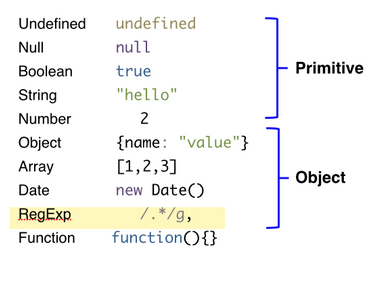 Undefined undefined
Null null
Boolean true
Primitive
String "hello"
Number 2
Object {name: "value"}
Array [1,2,3]
Object
Date new Date()
RegExp /.*/g,
Function function(){}